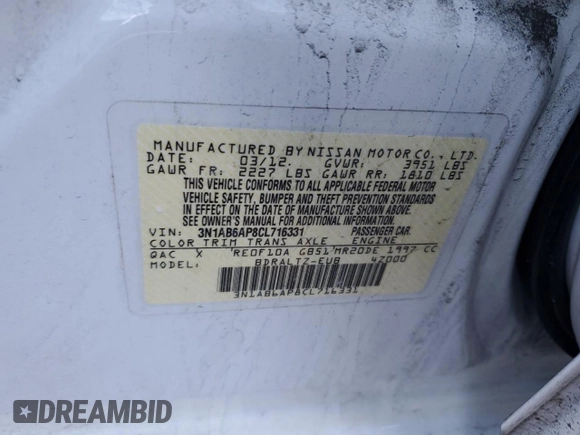 MANUFACTURED BY NISSAN MOTOR CO., LTD.
DATE: 03/12. GVWR: 3951 LBS
GAWR FR: 2227 LBS GAWR RR: 1810 LBS
THIS VEHICLE CONFORMS TO ALL APPLICABLE FEDERAL MOTOR
VEHICLE SAFETY, BUMPER AND THEFT PREVENTION STANDARDS
IN EFFECT ON THE DATE OF MANUFACTURE SHOWN ABOVE.
SEE OWNER'S MANUAL FOR ADDITIONAL INFORMATION
VIN: 3N1AB6AP8CL716331 PASSENGER CAR.
COLOR TRIM TRANS AXLE ENGINE
QAC X RE0F10A GB51 MR20DE 1997 CC
BDRALTZ-EUB 47000
3N1AB6AP8CL716331
DREAMBID